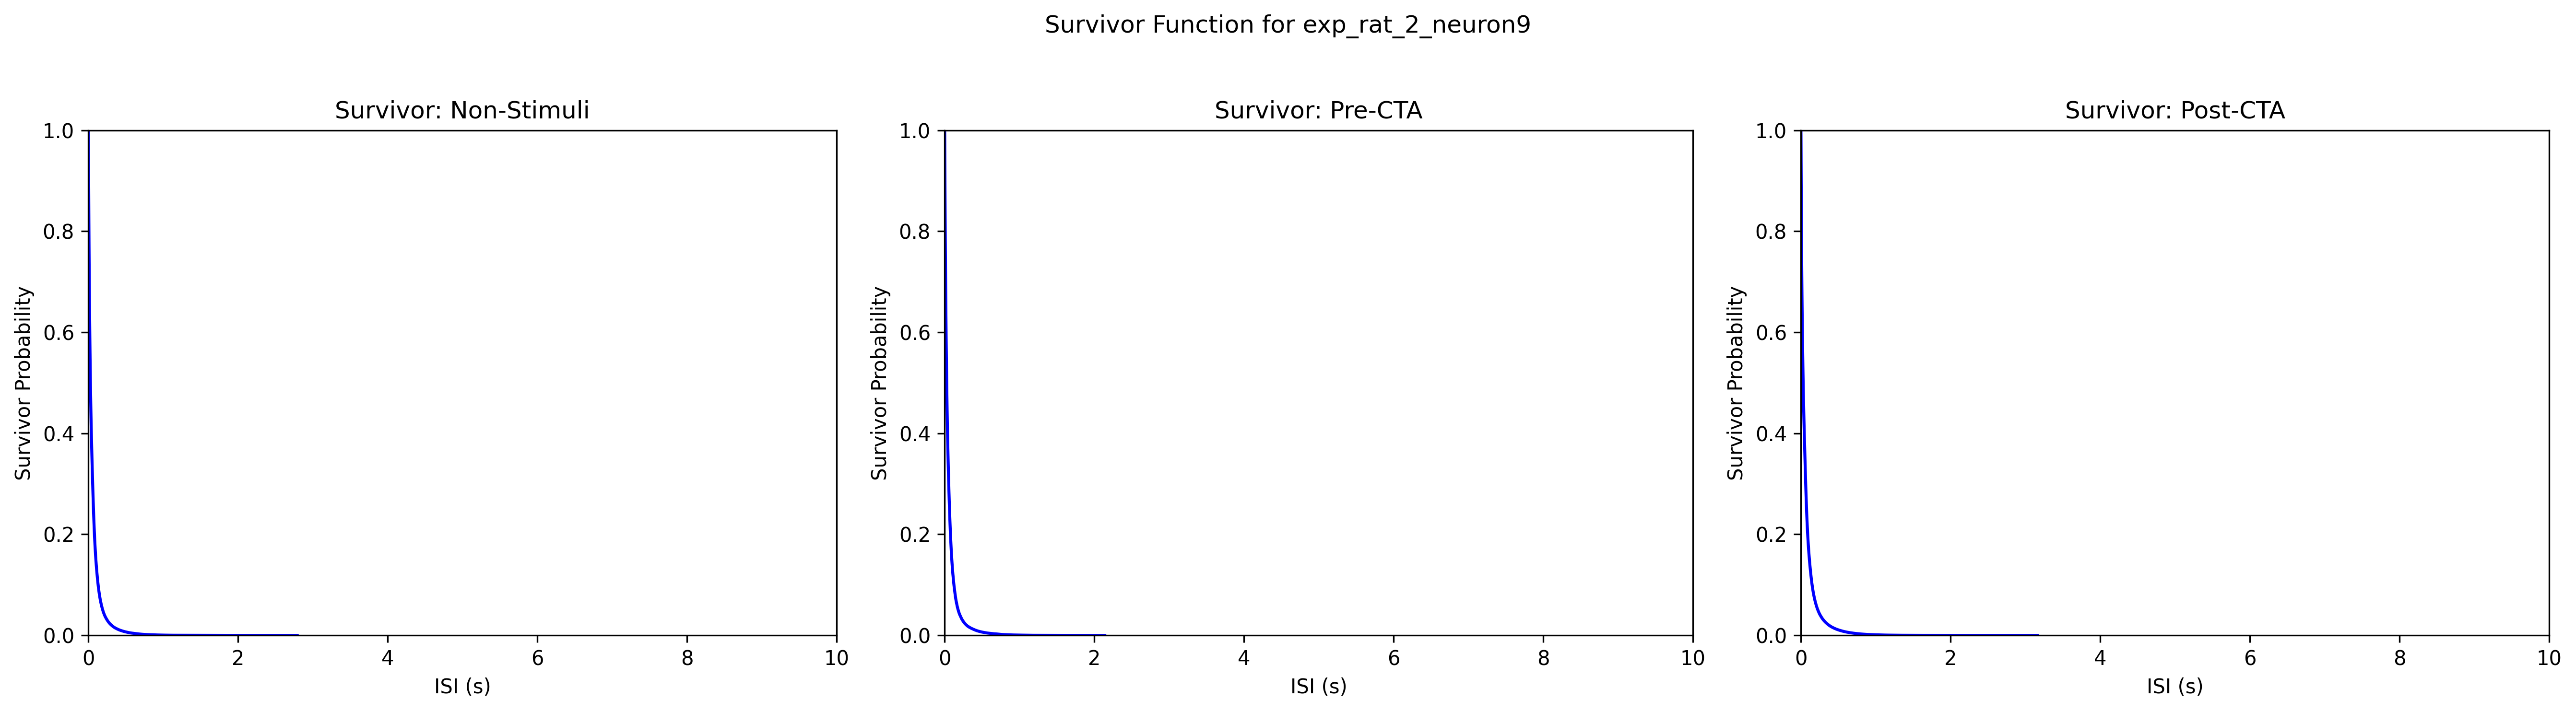 Survivor Function for exp_rat_2_neuron9
Survivor: Non-Stimuli
Survivor Probability
1.0
0.8
0.6
0.4
0.2
0.0
0 2 4 6 8 10
ISI (s)
Survivor: Pre-CTA
Survivor Probability
1.0
0.8
0.6
0.4
0.2
0.0
0 2 4 6 8 10
ISI (s)
Survivor: Post-CTA
Survivor Probability
1.0
0.8
0.6
0.4
0.2
0.0
0 2 4 6 8 10
ISI (s)